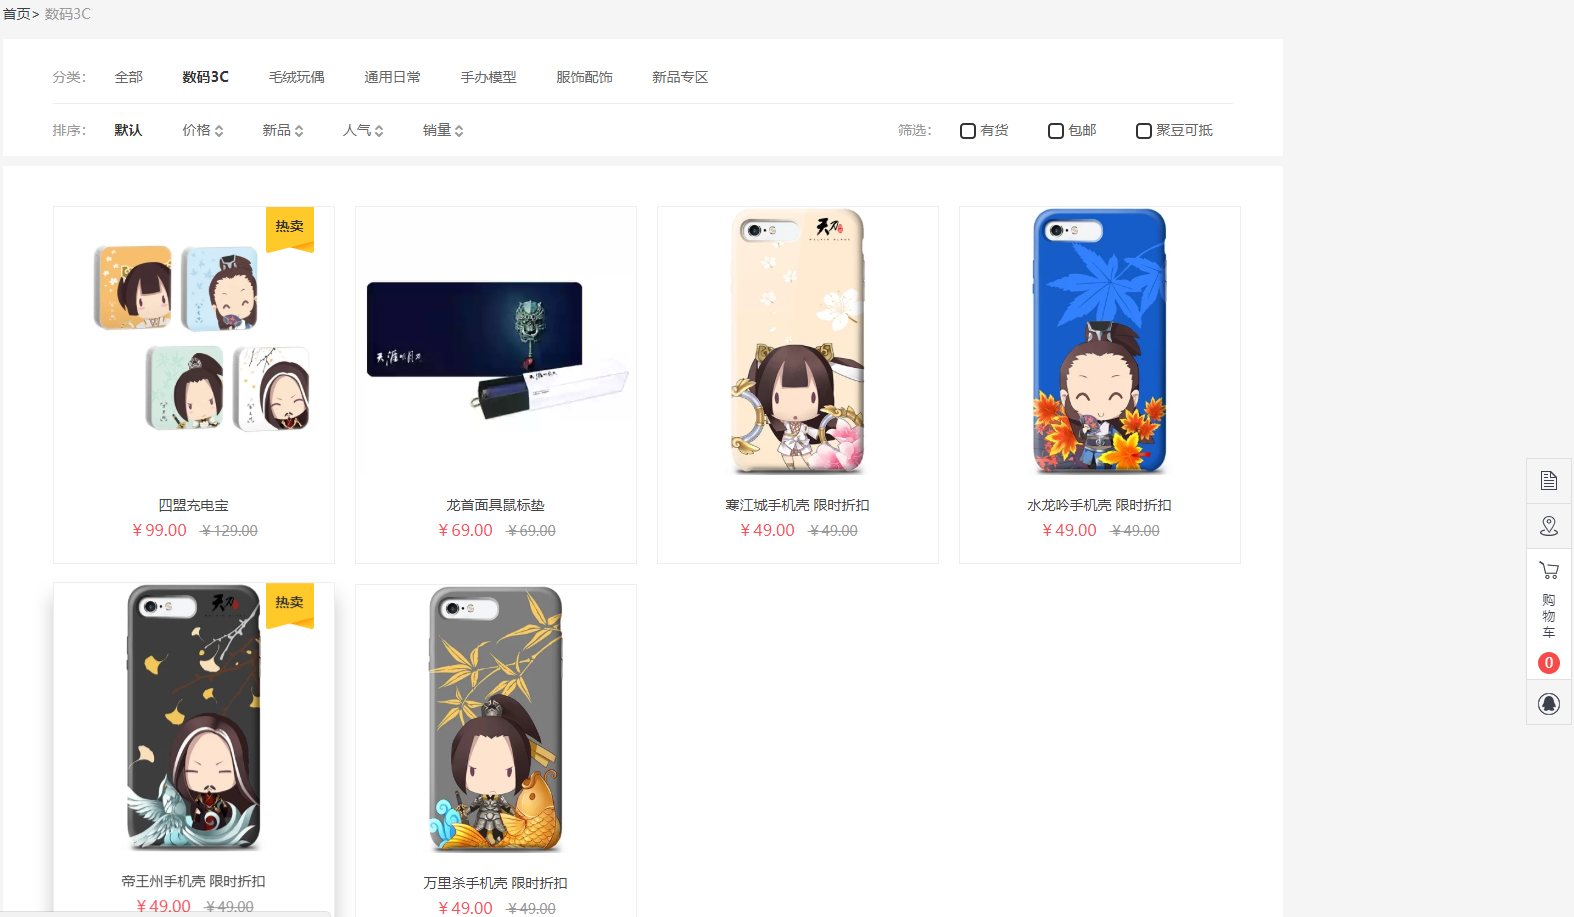 首页> 数码3C
分类： 全部 数码3C 毛绒玩偶 通用日常 手办模型 服饰配饰 新品专区
排序： 默认 价格 新品 人气 销量 筛选： 有货 包邮 聚豆可抵
热卖
天涯明月刀
天刀
四盟充电宝
￥99.00 ￥129.00
龙首面具鼠标垫
￥69.00 ￥69.00
寒江城手机壳 限时折扣
￥49.00 ￥49.00
水龙吟手机壳 限时折扣
￥49.00 ￥49.00
热卖
天刀
帝王州手机壳 限时折扣
￥49.00 ￥49.00
万里杀手机壳 限时折扣
￥49.00 ￥49.00
购
物
车
0